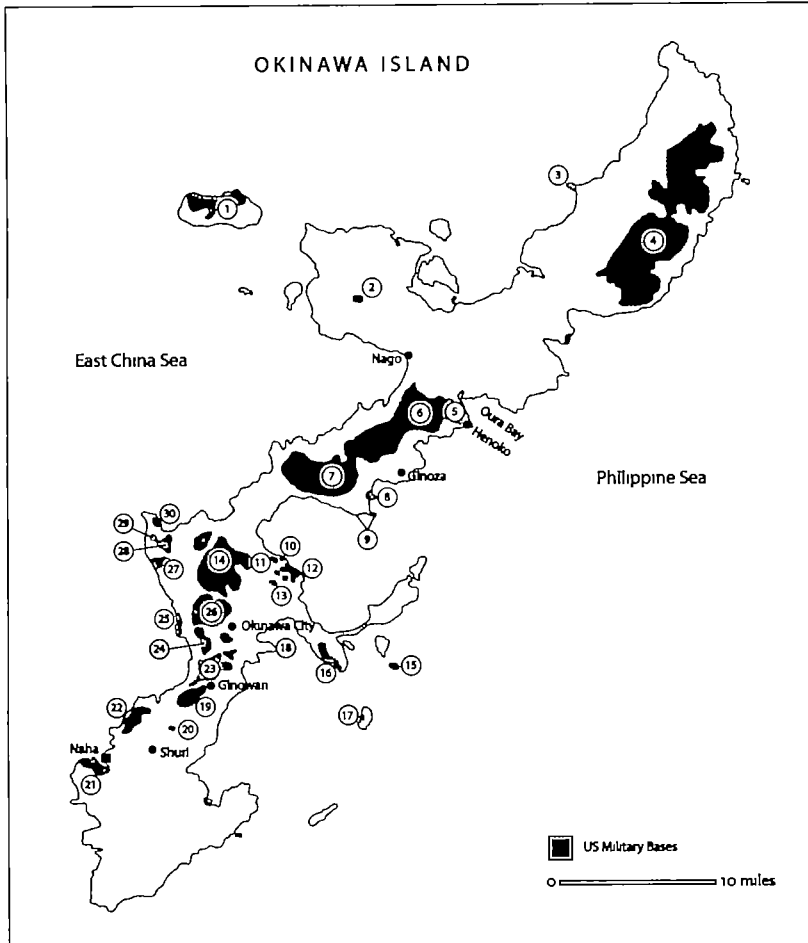 OKINAWA ISLAND
3
1
4
2
East China Sea
Nago
6
5
Oura Bay
Henoko
7
Ginoza
Philippine Sea
8
30
29
9
28
10
14
11
12
27
13
26
25
Okinawa City
24
18
23
16
15
Ginowan
22
19
17
20
Naha
Shuri
21
US Military Bases
0 10 miles